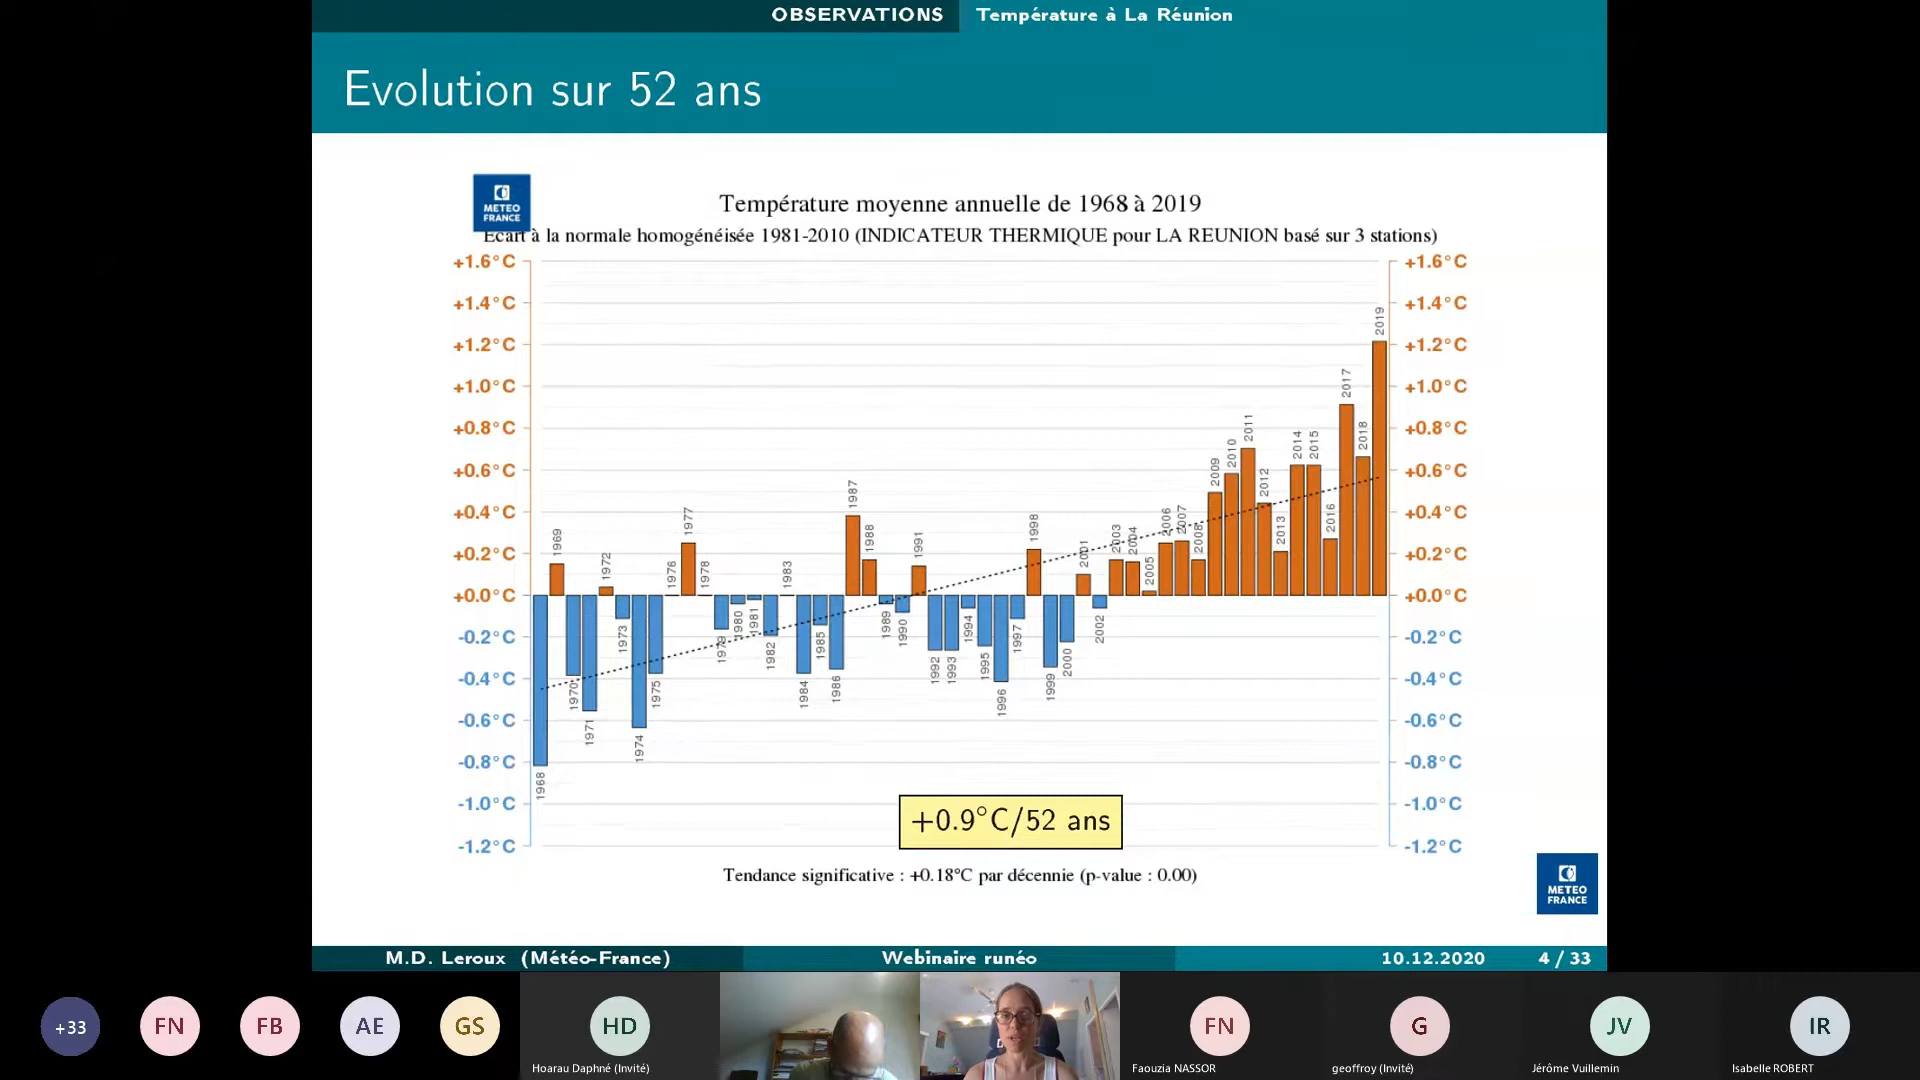 OBSERVATIONS
Température à La Réunion
Evolution sur 52 ans
METEO
FRANCE
Température moyenne annuelle de 1968 à 2019
Ecart à la normale homogénéisée 1981-2010 (INDICATEUR THERMIQUE pour LA REUNION basé sur 3 stations)
+1.6°C
+1.4°C
+1.2°C
+1.0°C
+0.8°C
+0.6°C
+0.4°C
+0.2°C
+0.0°C
-0.2°C
-0.4°C
-0.6°C
-0.8°C
-1.0°C
-1.2°C
1968
1969
1970
1971
1972
1973
1974
1975
1976
1977
1978
1979
1980
1981
1982
1983
1984
1985
1986
1987
1988
1989
1990
1991
1992
1993
1994
1995
1996
1997
1998
1999
2000
2001
2002
2003
2004
2005
2006
2007
2008
2009
2010
2011
2012
2013
2014
2015
2016
2017
2018
2019
+1.6°C
+1.4°C
+1.2°C
+1.0°C
+0.8°C
+0.6°C
+0.4°C
+0.2°C
+0.0°C
-0.2°C
-0.4°C
-0.6°C
-0.8°C
-1.0°C
-1.2°C
+0.9°C/52 ans
Tendance significative : +0.18°C par décennie (p-value : 0.00)
METEO
FRANCE
M.D. Leroux (Météo-France)
Webinaire runéo
10.12.2020
4 / 33
+33
FN
FB
AE
GS
HD
Hoarau Daphné (Invité)
FN
Faouzia NASSOR
G
geoffroy (Invité)
JV
Jérôme Vuillemin
IR
Isabelle ROBERT